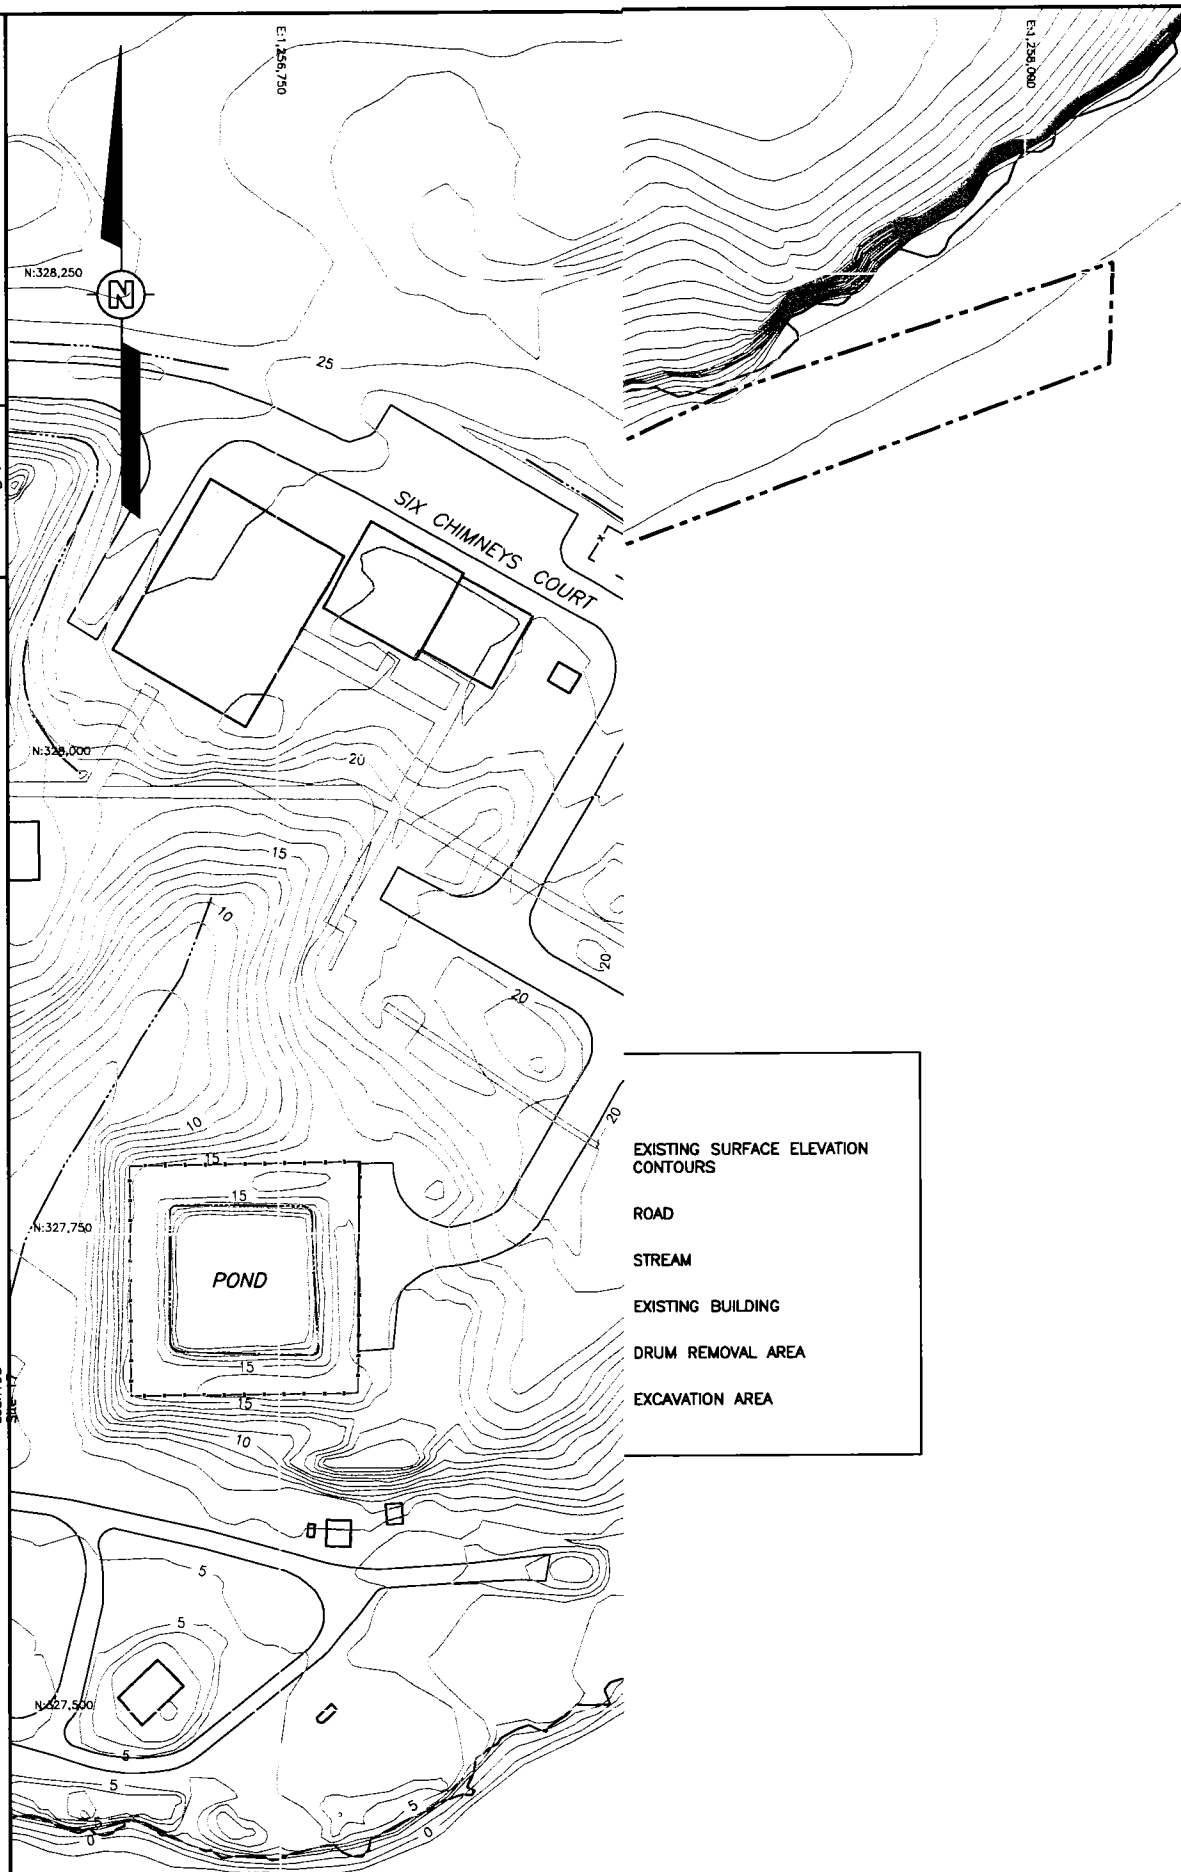 E:1,256,750
E:1,258,000
N:328,250
N
25
SIX CHIMNEYS COURT
N:328,000
20
15
10
20
20
10
20
15
15
N:327,750
POND
15
15
10
5
5
N:327,500
5
5
5
5
0
0
EXISTING SURFACE ELEVATION
CONTOURS
ROAD
STREAM
EXISTING BUILDING
DRUM REMOVAL AREA
EXCAVATION AREA